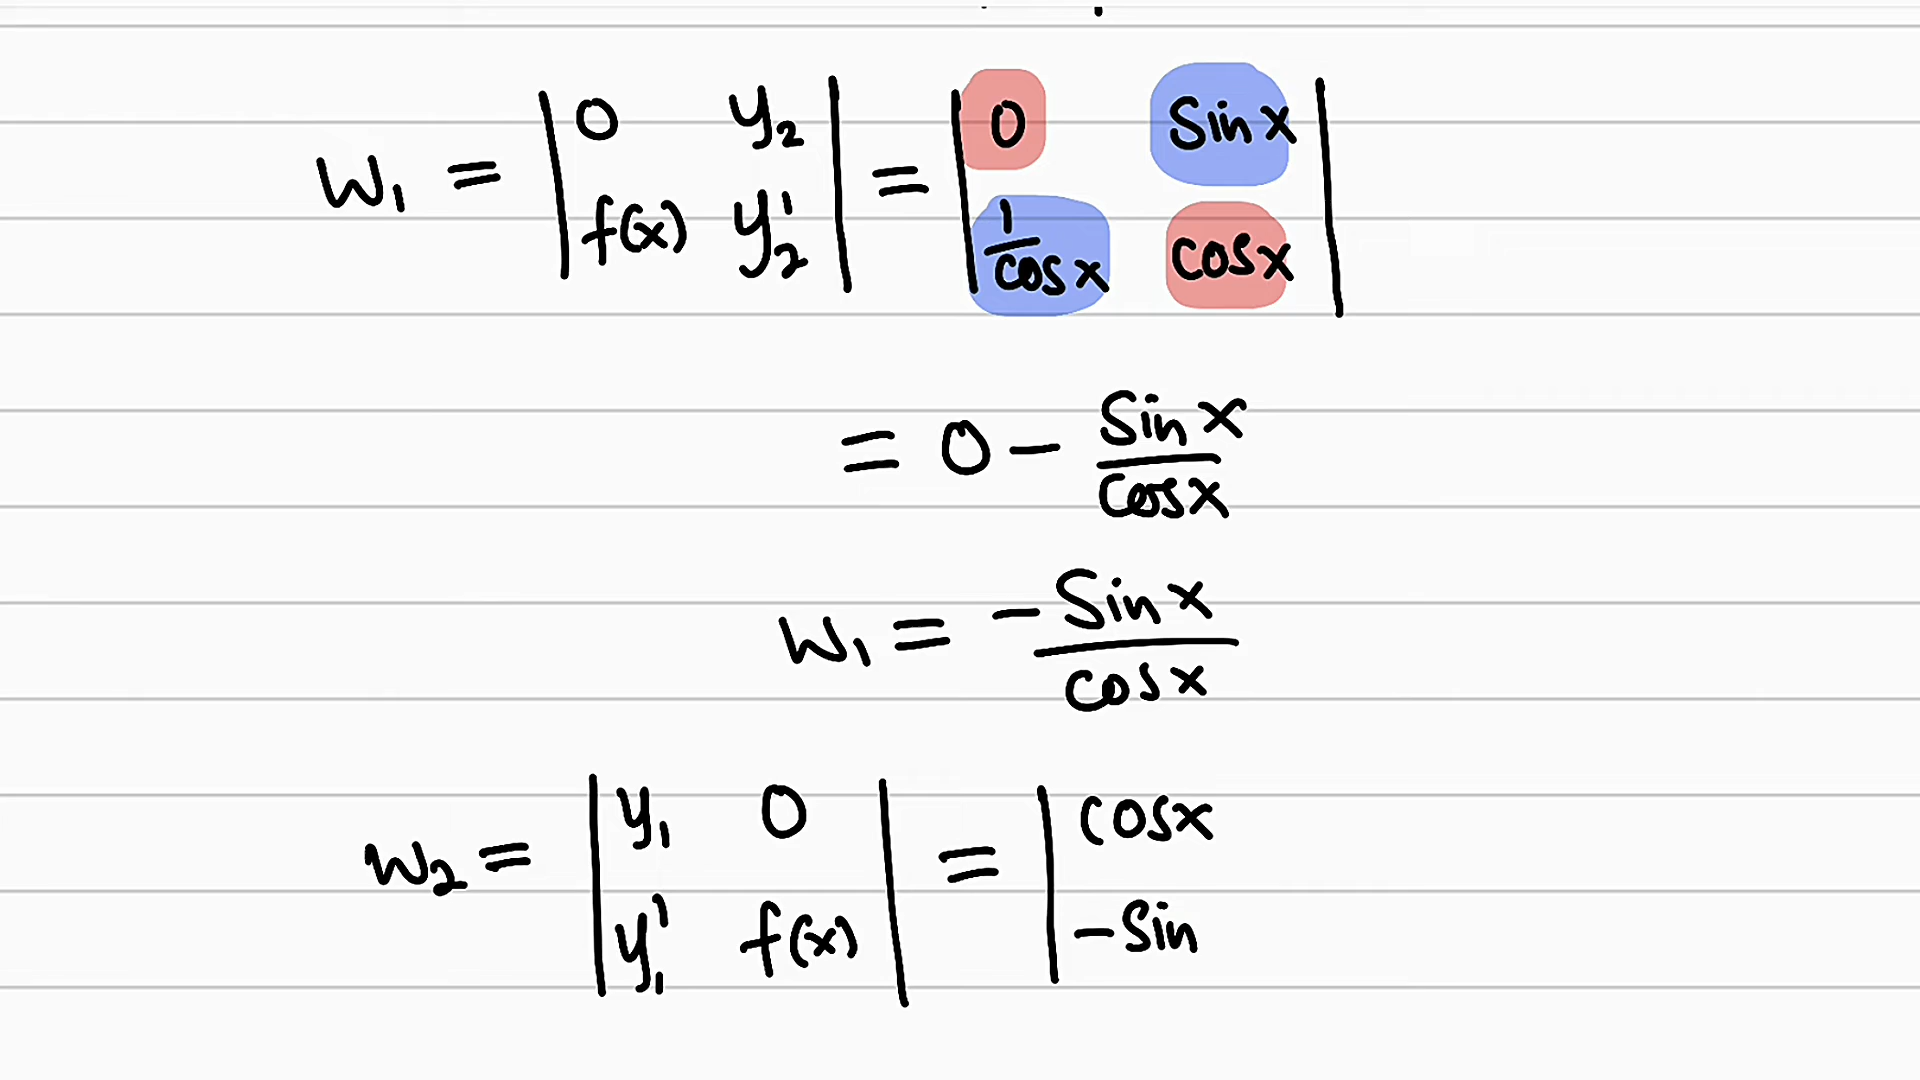 W₁ = | 0 y₂ | = | 0 Sin x |
| f(x) y₂' | | 1/cos x cos x |
= 0 − Sin x / cos x
W₁ = − Sin x / cos x
W₂ = | y₁ 0 | = | cos x
| y₁' f(x) | | − Sin